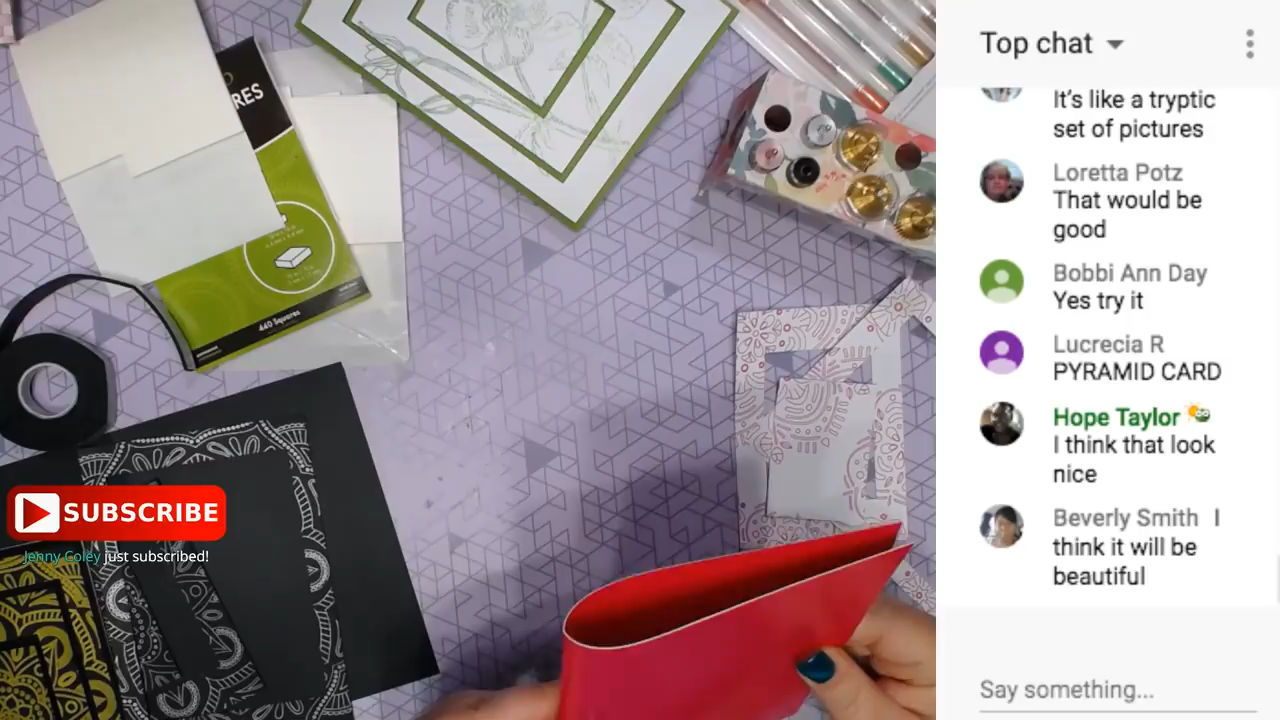 RES
440 Squares
SUBSCRIBE
Jenny Coley just subscribed!
Top chat
It's like a tryptic
set of pictures
Loretta Potz
That would be
good
Bobbi Ann Day
Yes try it
Lucrecia R
PYRAMID CARD
Hope Taylor
I think that look
nice
Beverly Smith I
think it will be
beautiful
Say something...